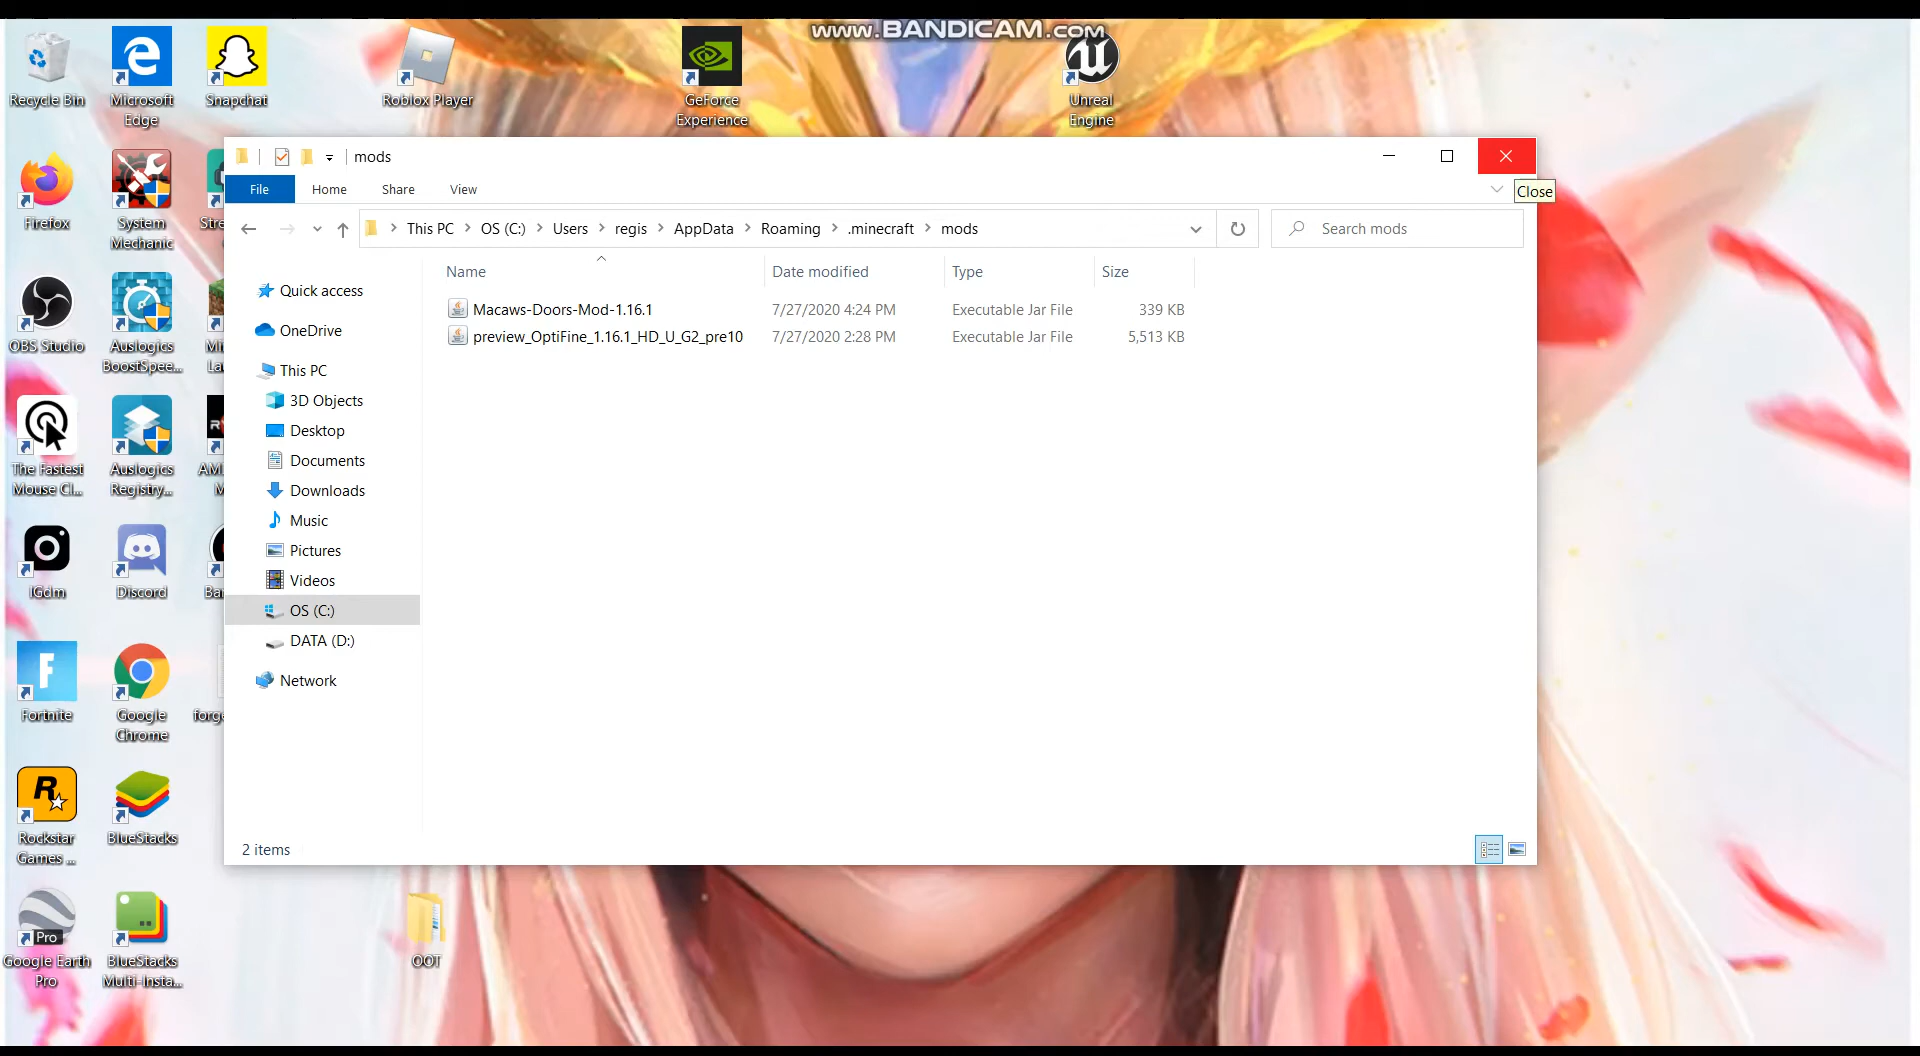 www.BANDICAM.com
Recycle Bin
Microsoft
Edge
Snapchat
Roblox Player
GeForce
Experience
Unreal
Engine
mods
Close
File
Home
Share
View
This PC
OS (C:)
Users
regis
AppData
Roaming
.minecraft
mods
Search mods
Name
Date modified
Type
Size
Macaws-Doors-Mod-1.16.1
7/27/2020 4:24 PM
Executable Jar File
339 KB
preview_OptiFine_1.16.1_HD_U_G2_pre10
7/27/2020 2:28 PM
Executable Jar File
5,513 KB
Quick access
OneDrive
This PC
3D Objects
Desktop
Documents
Downloads
Music
Pictures
Videos
OS (C:)
DATA (D:)
Network
2 items
Firefox
System
Mechanic
Stre
OBS Studio
Auslogics
BoostSpee...
The Fastest
Mouse Cl...
Auslogics
Registry...
AM
IGdm
Discord
Ba
Fortnite
Google
Chrome
forge
Rockstar
Games ...
BlueStacks
Pro
Google Earth
Pro
BlueStacks
Multi-Insta...
OOT